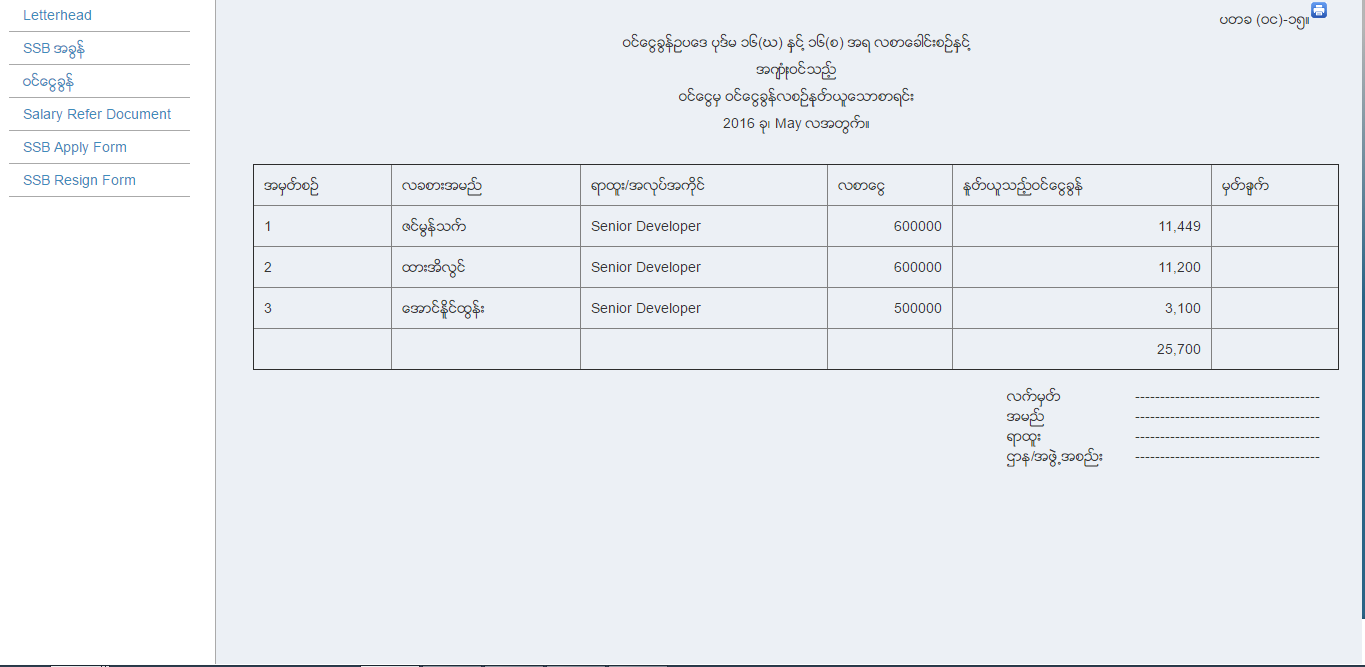 Letterhead
SSB အခွန်
ဝင်ငွေခွန်
Salary Refer Document
SSB Apply Form
SSB Resign Form
ပတခ (ဝင)-၁၅။
ဝင်ငွေခွန်ဥပဒေ ပုဒ်မ ၁၆(ဃ) နှင့် ၁၆(စ) အရ လစာခေါင်းစဉ်နှင့်
အကျုံးဝင်သည့်
ဝင်ငွေမှ ဝင်ငွေခွန်လစဉ်နုတ်ယူသောစာရင်း
2016 ခု၊ May လအတွက်။
အမှတ်စဉ် လခစားအမည် ရာထူး/အလုပ်အကိုင် လစာငွေ နုတ်ယူသည့်ဝင်ငွေခွန် မှတ်ချက်
1 ဇင်မွန်သက် Senior Developer 600000 11,449
2 ထားအိလွင် Senior Developer 600000 11,200
3 အောင်နိူင်ထွန်း Senior Developer 500000 3,100
25,700
လက်မှတ် -------------------------------------
အမည် -------------------------------------
ရာထူး -------------------------------------
ဌာန/အဖွဲ့အစည်း -------------------------------------